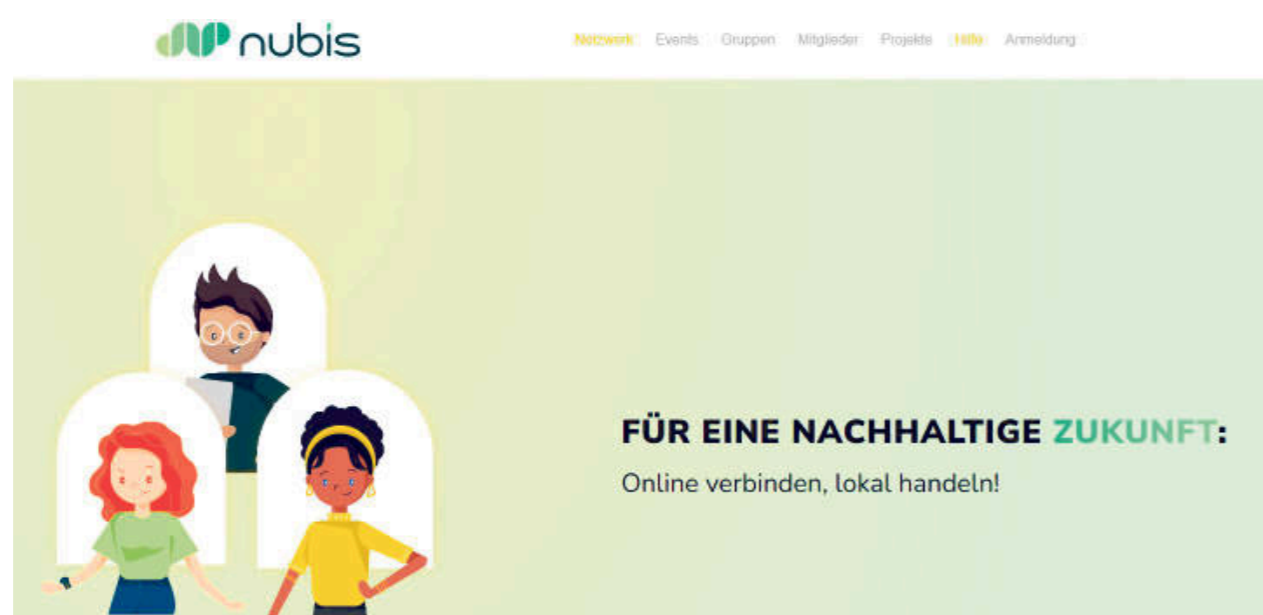 nubis
Netzwerk Events Gruppen Mitglieder Projekte Hilfe Anmeldung
FÜR EINE NACHHALTIGE ZUKUNFT:
Online verbinden, lokal handeln!